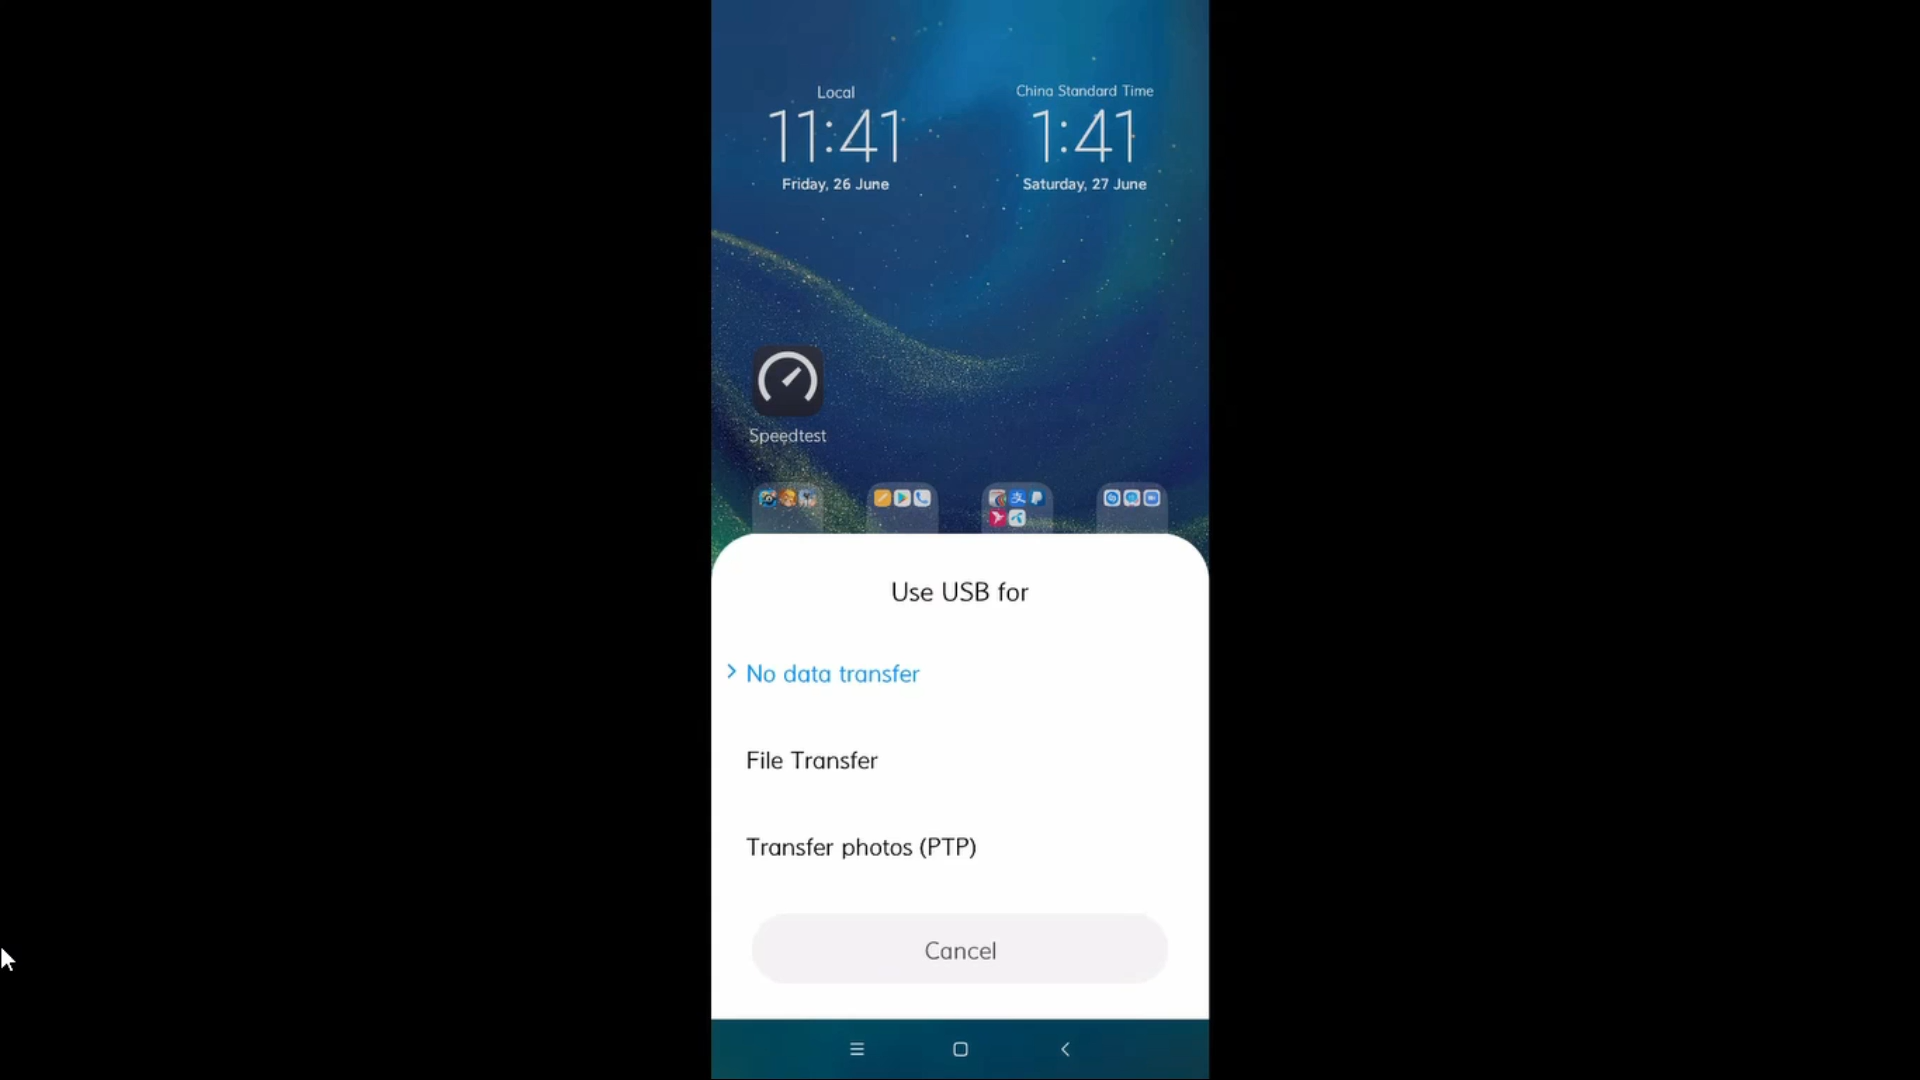 Local
11:41
Friday, 26 June
China Standard Time
1:41
Saturday, 27 June
Speedtest
Use USB for
No data transfer
File Transfer
Transfer photos (PTP)
Cancel